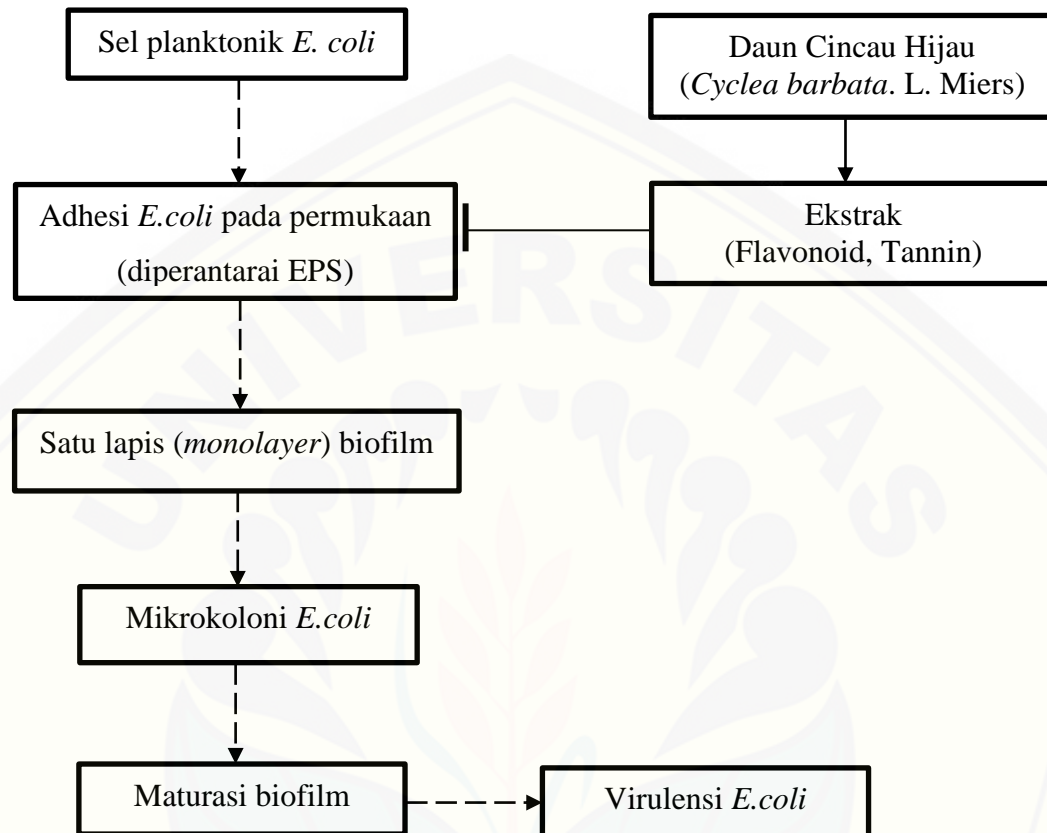 Sel planktonik E. coli
Daun Cincau Hijau
(Cyclea barbata. L. Miers)
Adhesi E.coli pada permukaan
(diperantarai EPS)
Ekstrak
(Flavonoid, Tannin)
UNIVERSITAS
Satu lapis (monolayer) biofilm
Mikrokoloni E.coli
Maturasi biofilm
Virulensi E.coli